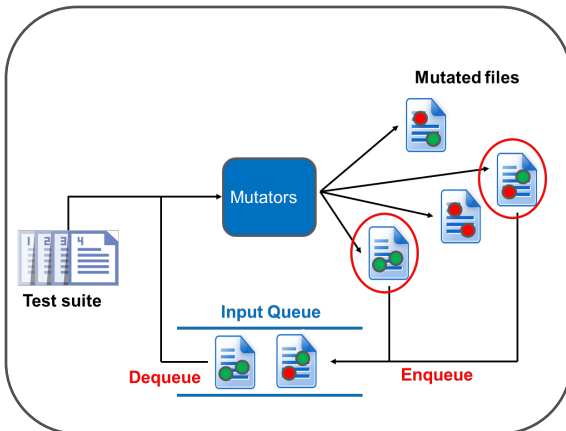 Mutated files
Mutators
1 2 3 4
Test suite
Input Queue
Dequeue
Enqueue